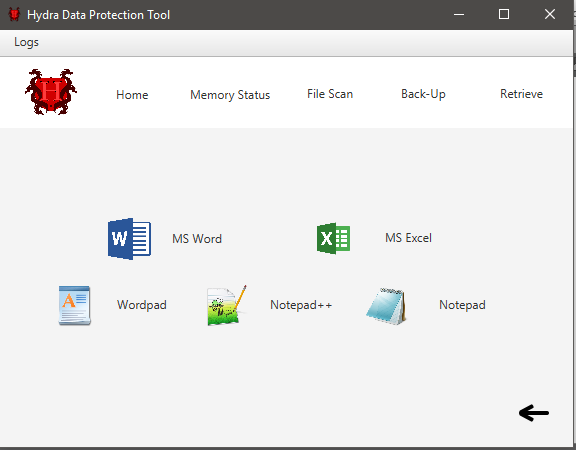 Hydra Data Protection Tool
Logs
H
Home Memory Status File Scan Back-Up Retrieve
W MS Word X MS Excel
A Wordpad Notepad++ Notepad